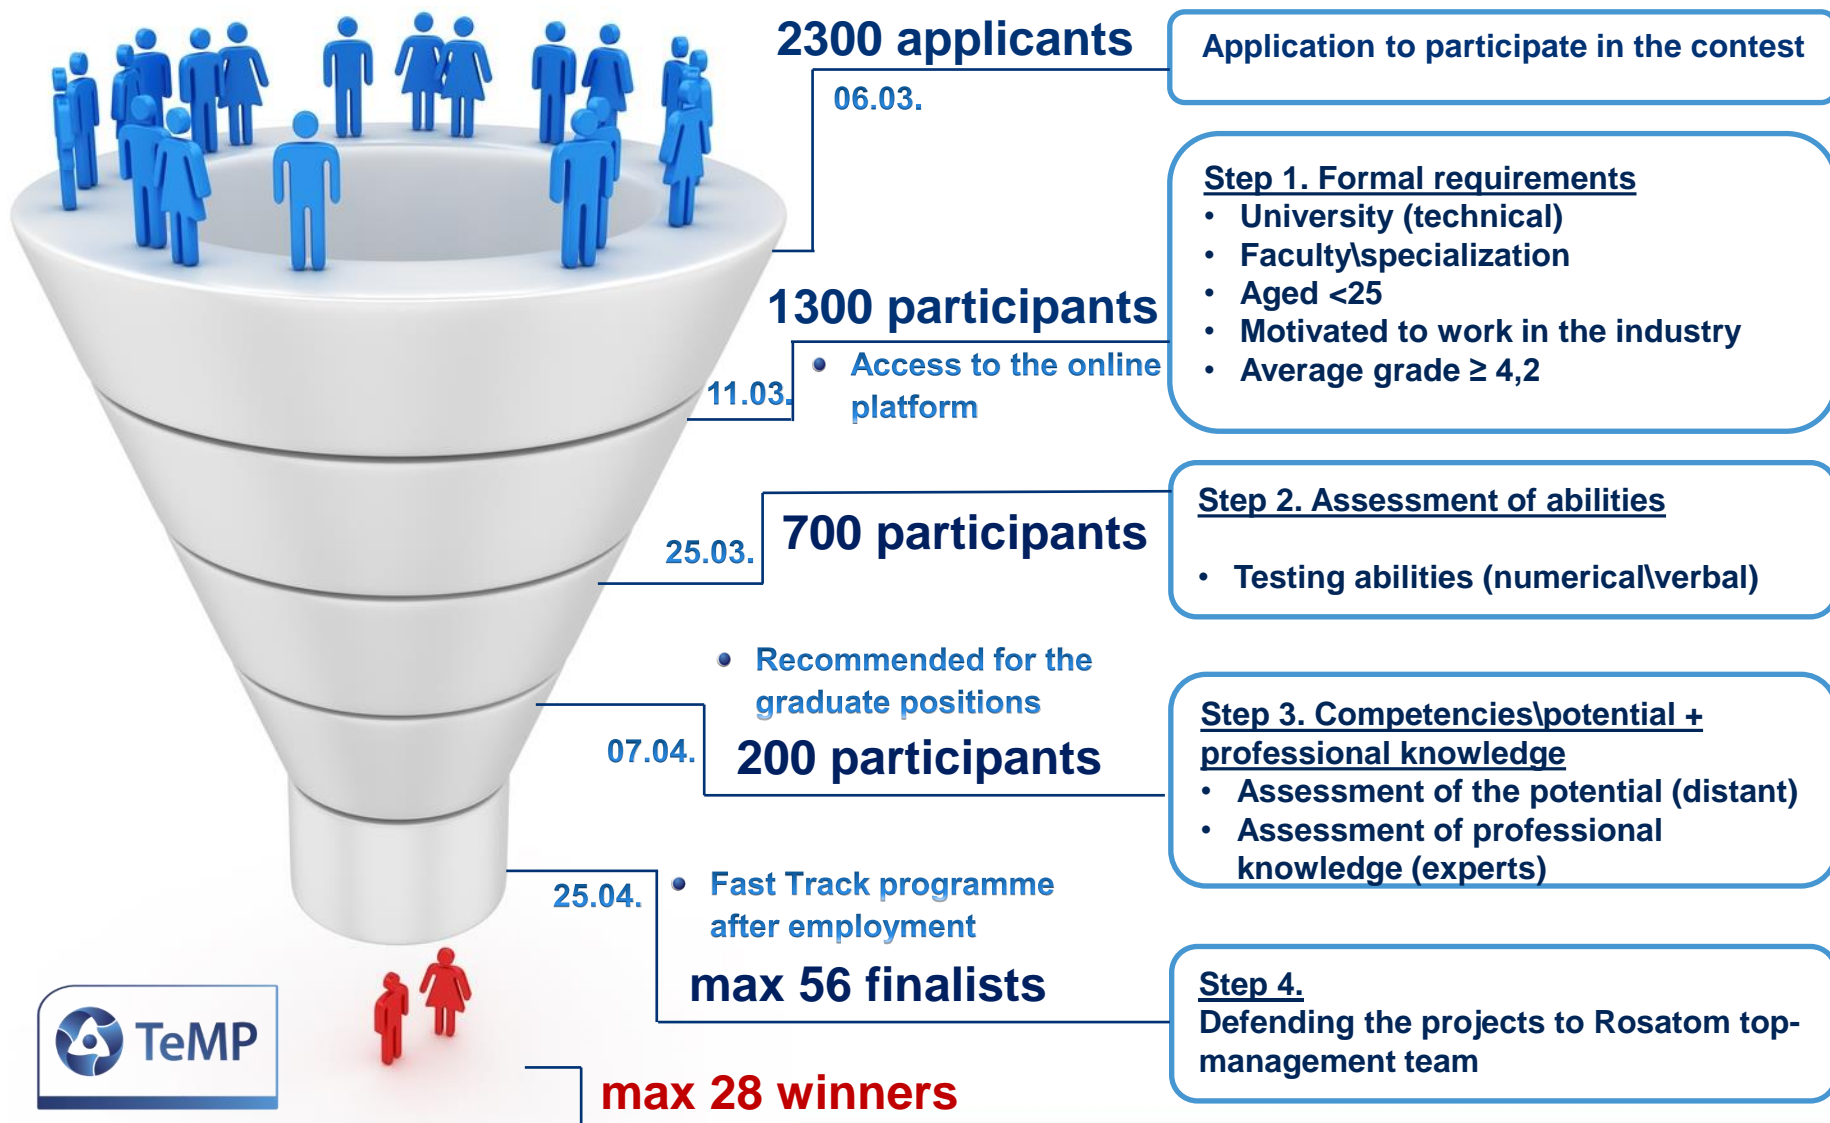 2300 applicants
06.03.
Application to participate in the contest
Step 1. Formal requirements
• University (technical)
• Faculty\specialization
• Aged <25
• Motivated to work in the industry
• Average grade ≥ 4,2
1300 participants
11.03.
• Access to the online
platform
Step 2. Assessment of abilities
• Testing abilities (numerical\verbal)
25.03.
700 participants
• Recommended for the
graduate positions
07.04.
200 participants
Step 3. Competencies\potential +
professional knowledge
• Assessment of the potential (distant)
• Assessment of professional
knowledge (experts)
25.04.
• Fast Track programme
after employment
max 56 finalists
Step 4.
Defending the projects to Rosatom top-
management team
TeMP
max 28 winners